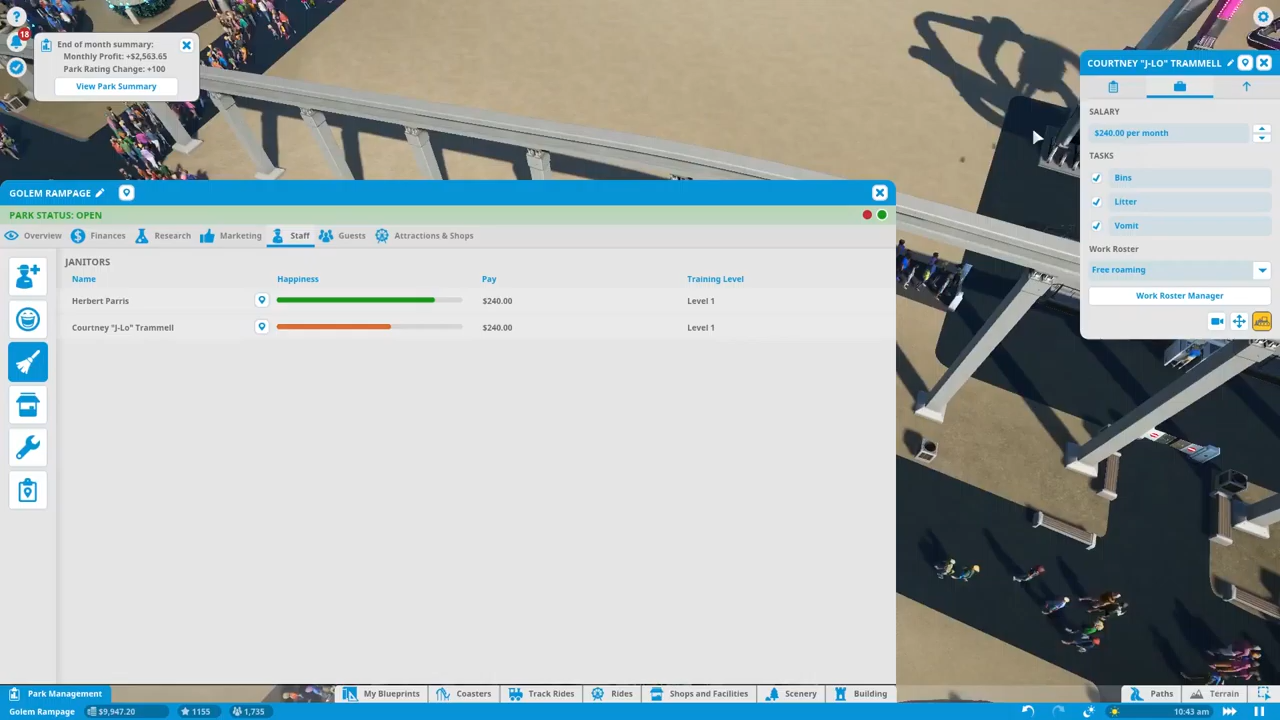 18
End of month summary:
Monthly Profit: +$2,563.65
Park Rating Change: +100
View Park Summary
COURTNEY "J-LO" TRAMMELL
SALARY
$240.00 per month
TASKS
Bins
Litter
Vomit
Work Roster
Free roaming
Work Roster Manager
GOLEM RAMPAGE
PARK STATUS: OPEN
Overview Finances Research Marketing Staff Guests Attractions & Shops
JANITORS
Name Happiness Pay Training Level
Herbert Parris $240.00 Level 1
Courtney "J-Lo" Trammell $240.00 Level 1
Park Management My Blueprints Coasters Track Rides Rides Shops and Facilities Scenery Building Paths Terrain
Golem Rampage $9,947.20 1155 1,735 10:43 am